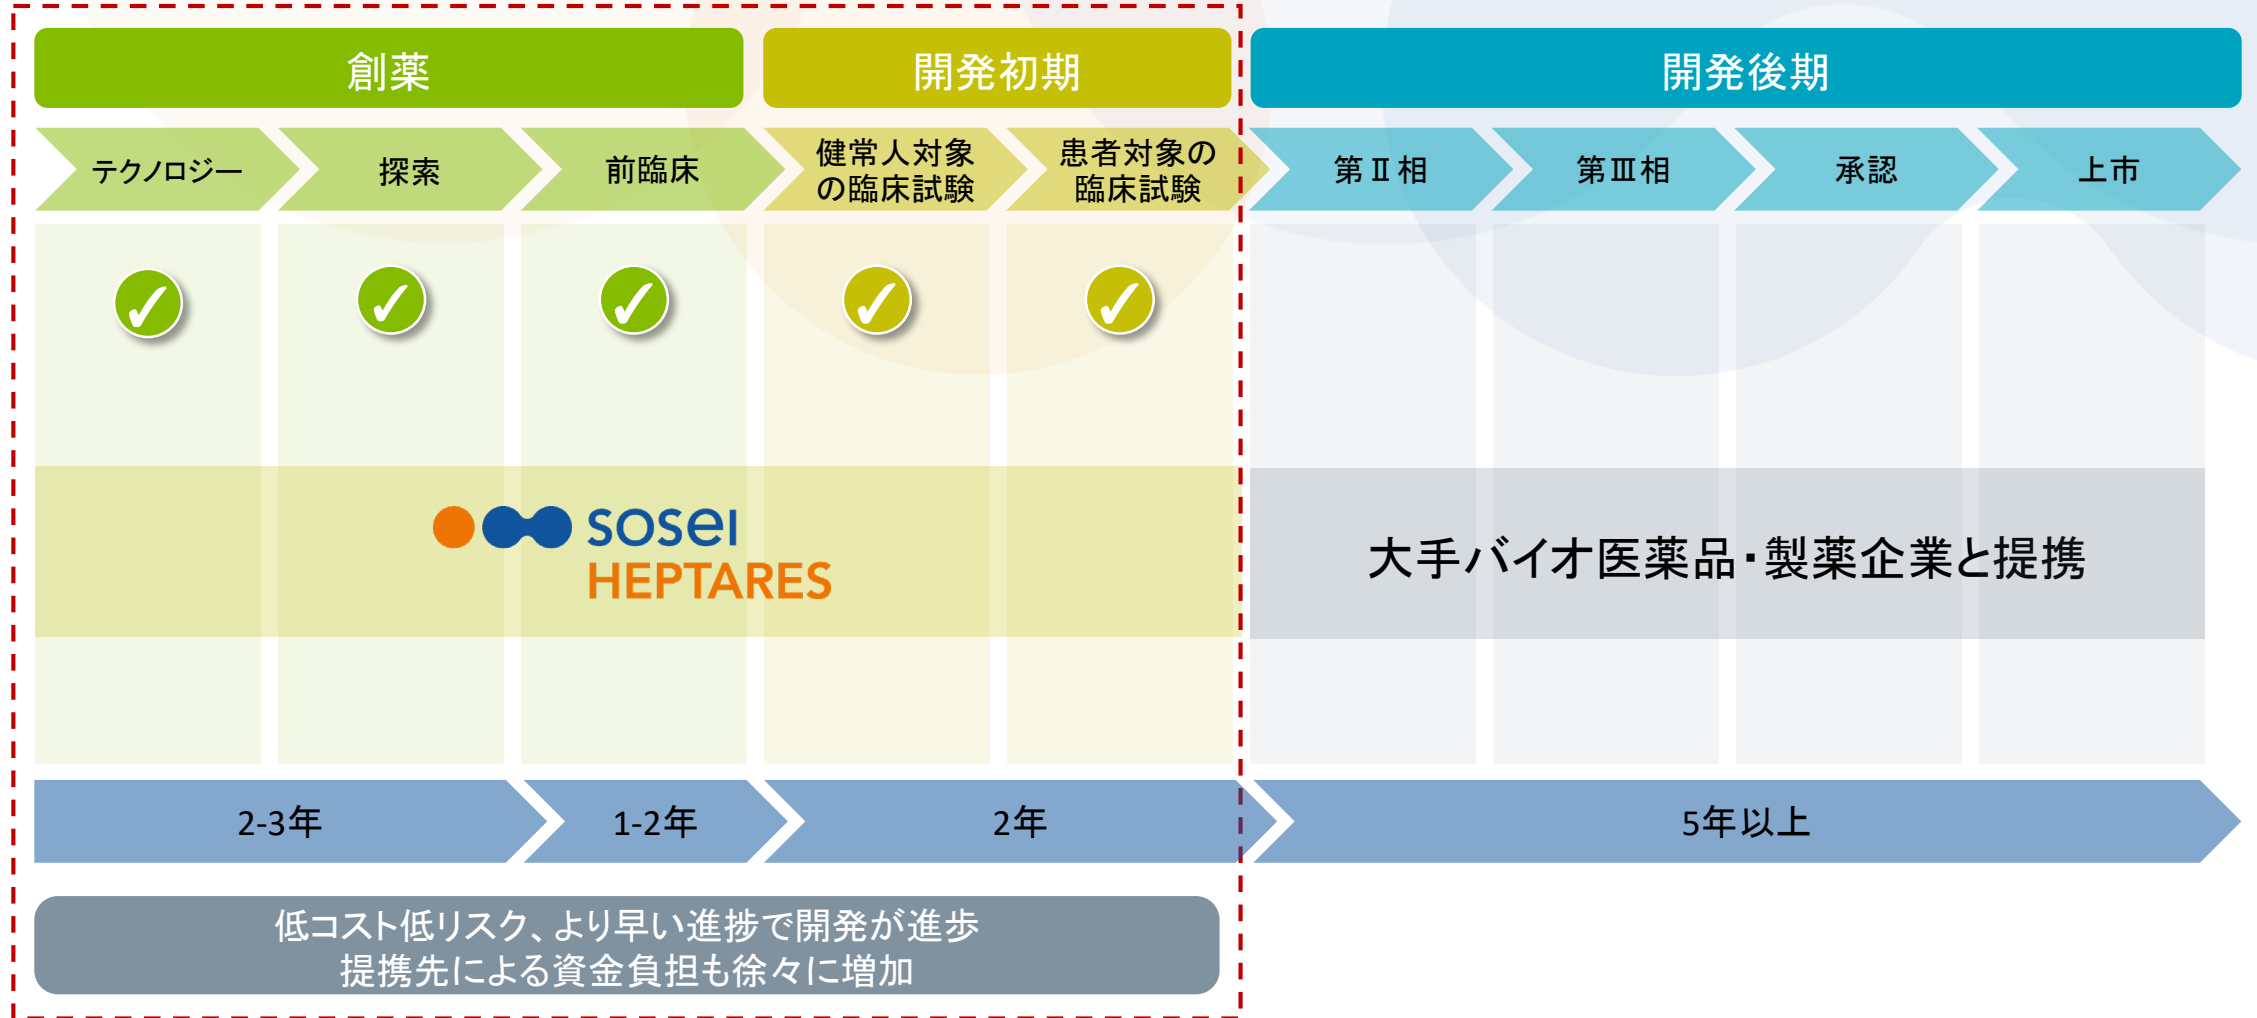 創薬
開発初期
開発後期
テクノロジー
探索
前臨床
健常人対象
の臨床試験
患者対象の
臨床試験
第Ⅱ相
第Ⅲ相
承認
上市
sosei
HEPTARES
大手バイオ医薬品・製薬企業と提携
2-3年
1-2年
2年
5年以上
低コスト低リスク、より早い進捗で開発が進歩
提携先による資金負担も徐々に増加